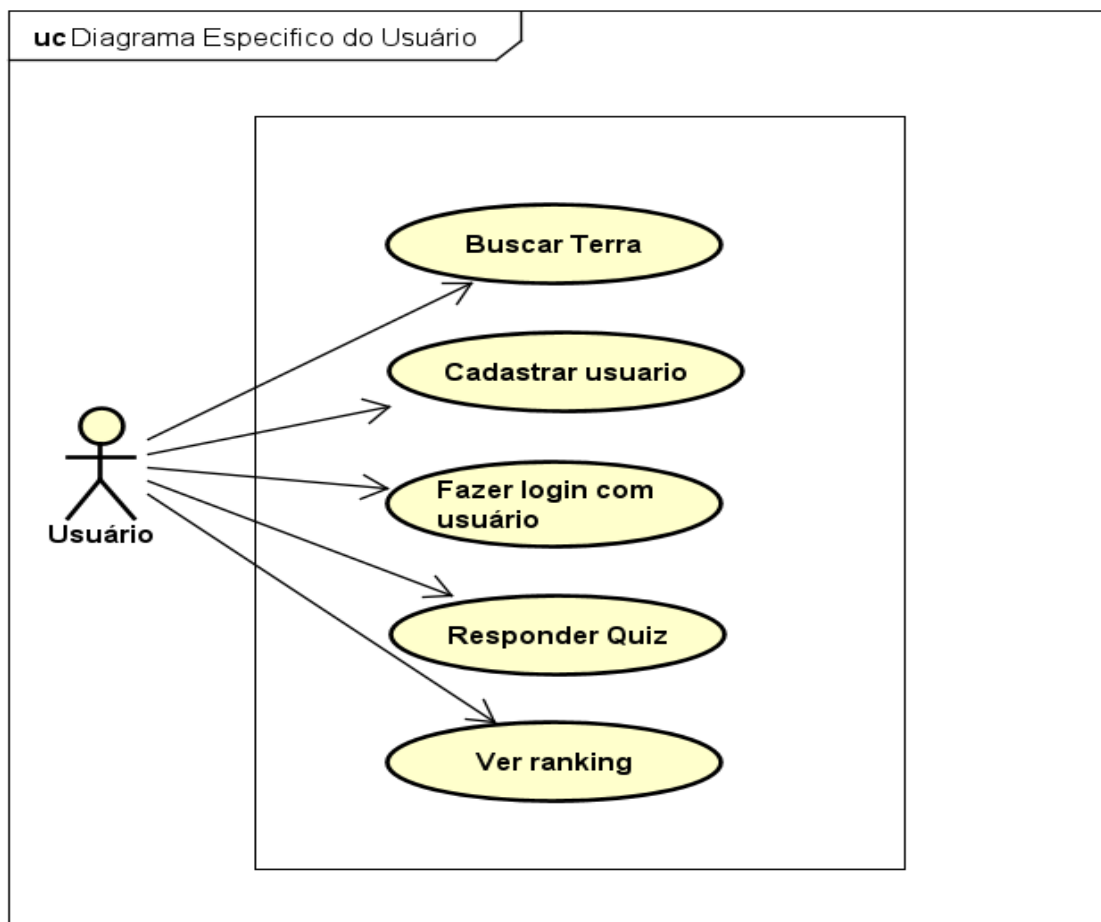 uc Diagrama Especifico do Usuário
Buscar Terra
Cadastrar usuario
Fazer login com
usuário
Usuário
Responder Quiz
Ver ranking